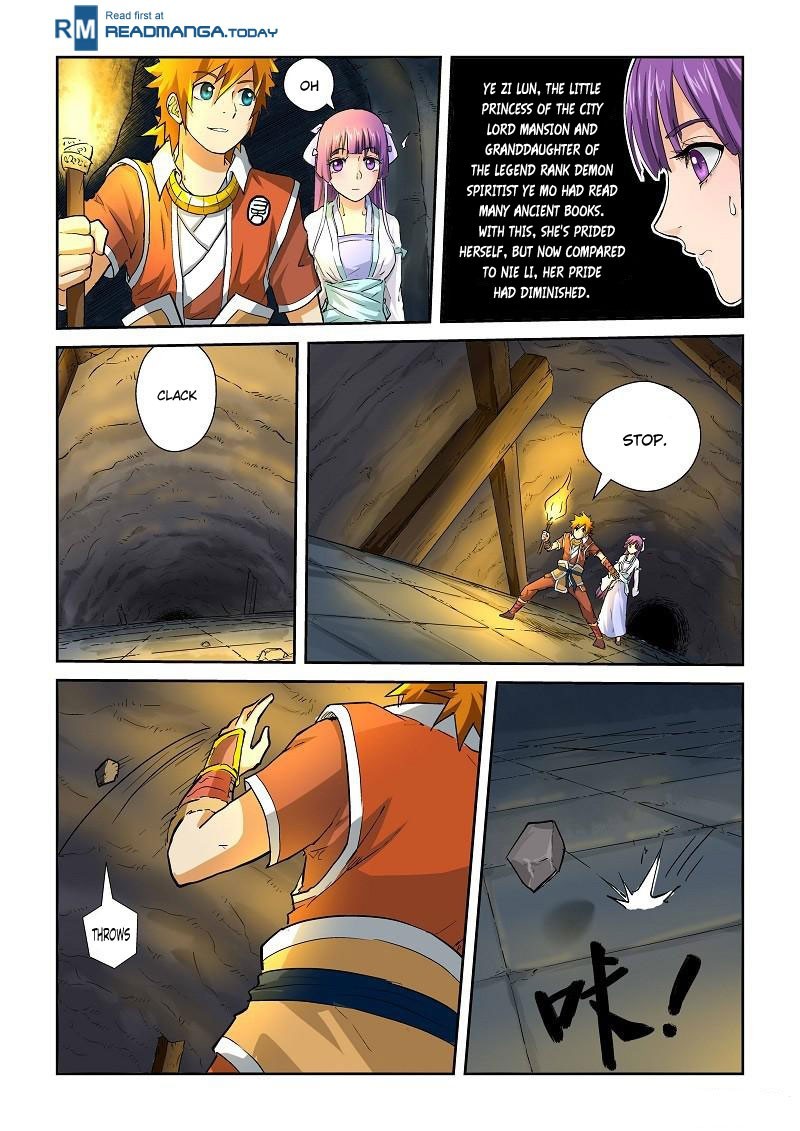 RM
Read first at
READMANGA.TODAY
OH
YE ZI LUN, THE LITTLE
PRINCESS OF THE CITY
LORD MANSION AND
GRANDDAUGHTER OF
THE LEGEND RANK DEMON
SPIRITIST YE MO HAD READ
MANY ANCIENT BOOKS.
WITH THIS, SHE'S PRIDED
HERSELF, BUT NOW COMPARED
TO NIE LI, HER PRIDE
HAD DIMINISHED.
CLACK
STOP.
THROWS
咔!